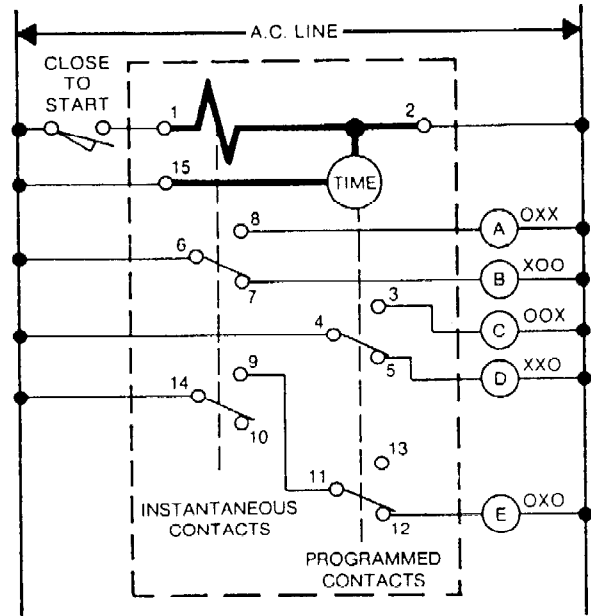 A.C. LINE
CLOSE
TO
START
1
2
15
TIME
8
A
OXX
6
7
B
XOO
3
C
OOX
4
5
D
XXO
9
14
10
13
11
12
E
OXO
INSTANTANEOUS
CONTACTS
PROGRAMMED
CONTACTS